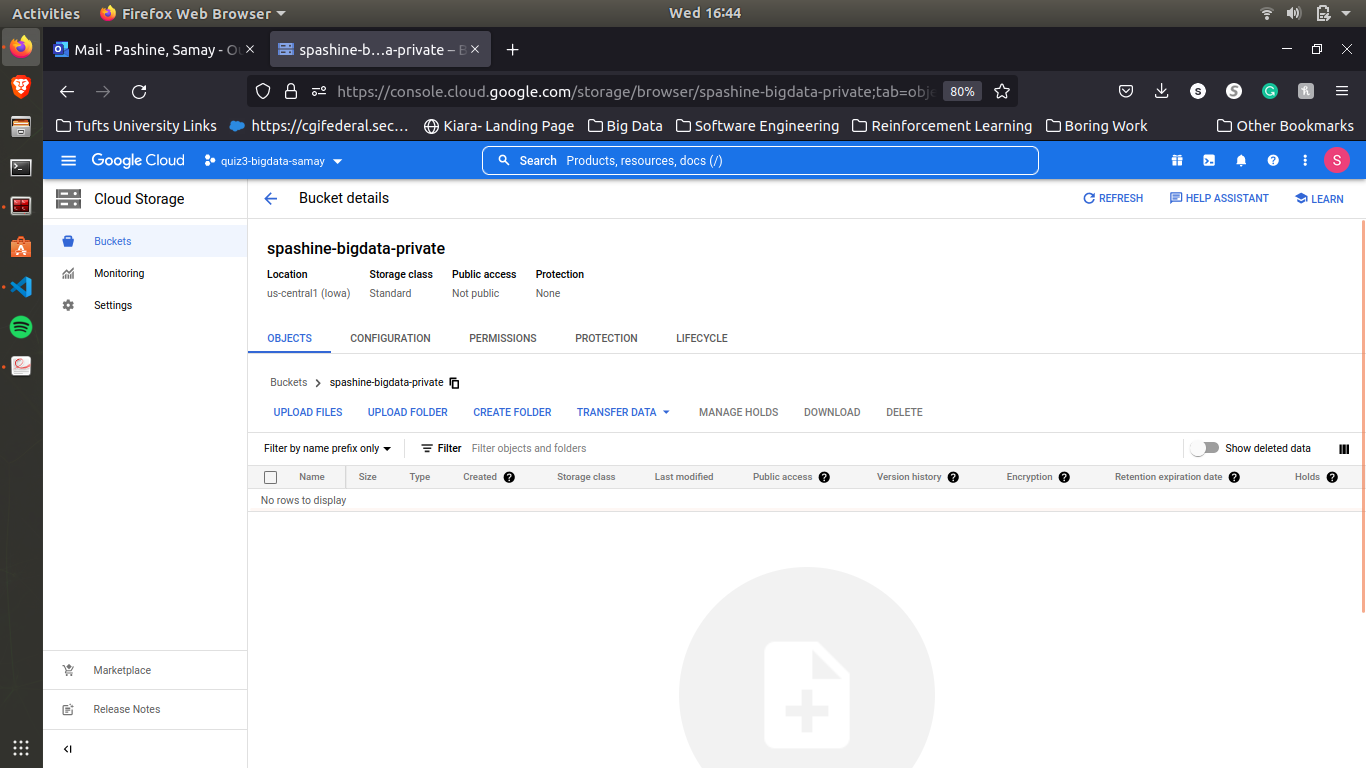 Activities Firefox Web Browser Wed 16:44
Mail - Pashine, Samay - Ou spashine-b…a-private – B
https://console.cloud.google.com/storage/browser/spashine-bigdata-private;tab=obje 80%
Tufts University Links https://cgifederal.sec… Kiara- Landing Page Big Data Software Engineering Reinforcement Learning Boring Work Other Bookmarks
Google Cloud quiz3-bigdata-samay Search Products, resources, docs (/) S
Cloud Storage Bucket details REFRESH HELP ASSISTANT LEARN
Buckets
Monitoring
Settings
spashine-bigdata-private
Location Storage class Public access Protection
us-central1 (Iowa) Standard Not public None
OBJECTS CONFIGURATION PERMISSIONS PROTECTION LIFECYCLE
Buckets > spashine-bigdata-private
UPLOAD FILES UPLOAD FOLDER CREATE FOLDER TRANSFER DATA MANAGE HOLDS DOWNLOAD DELETE
Filter by name prefix only Filter Filter objects and folders Show deleted data
Name Size Type Created Storage class Last modified Public access Version history Encryption Retention expiration date Holds
No rows to display
Marketplace
Release Notes